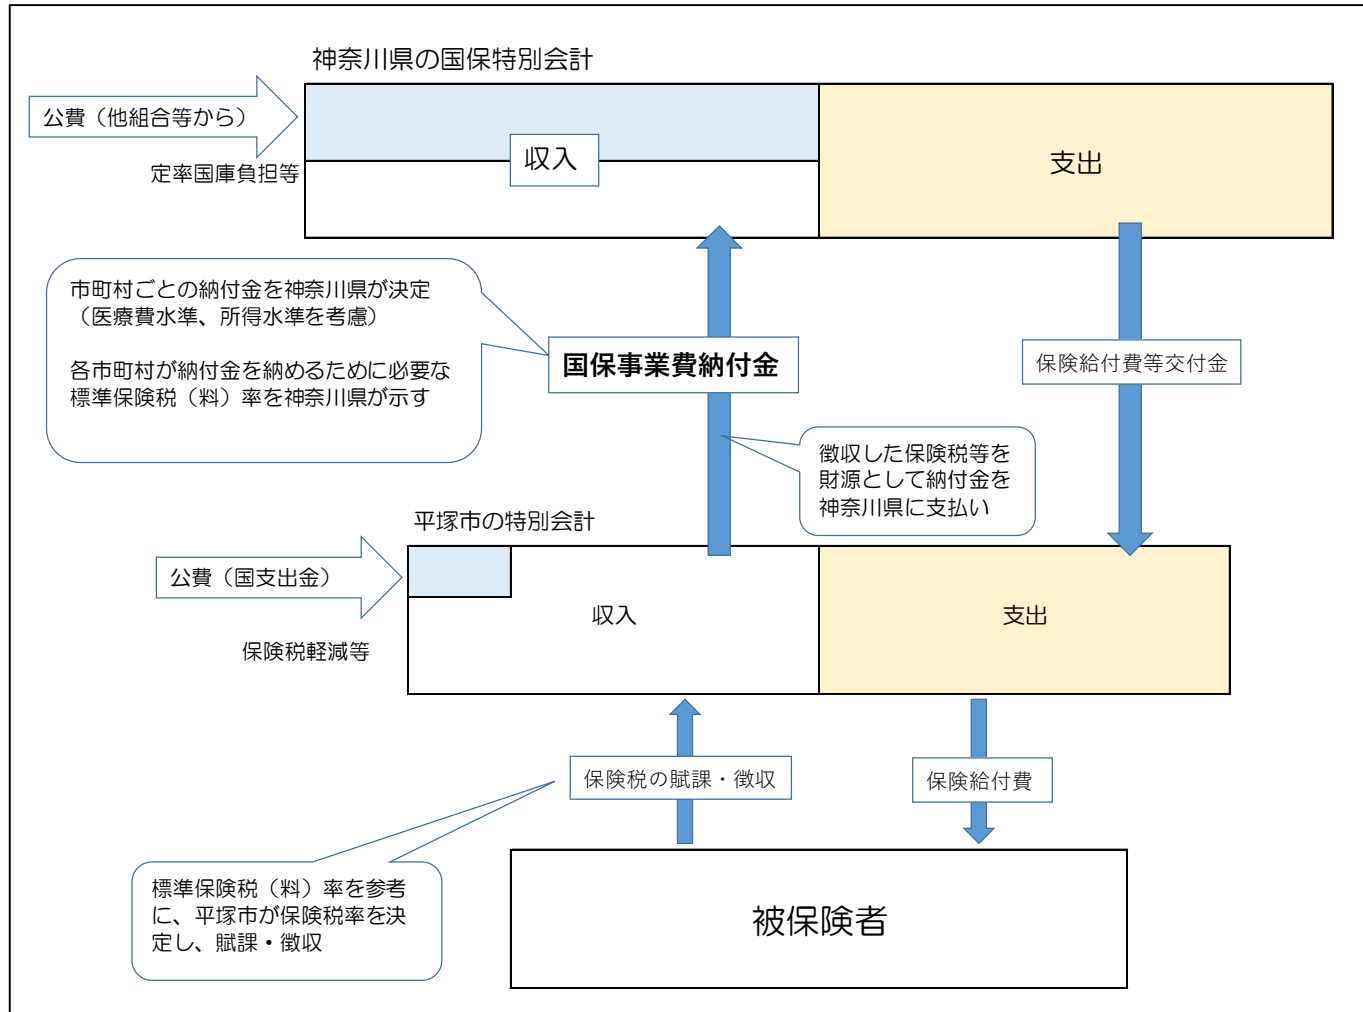 神奈川県の国保特別会計
公費（他組合等から）
定率国庫負担等
収入
支出
市町村ごとの納付金を神奈川県が決定
（医療費水準、所得水準を考慮）
各市町村が納付金を納めるために必要な
標準保険税（料）率を神奈川県が示す
国保事業費納付金
保険給付費等交付金
徴収した保険税等を
財源として納付金を
神奈川県に支払い
平塚市の特別会計
公費（国支出金）
保険税軽減等
収入
支出
保険税の賦課・徴収
保険給付費
標準保険税（料）率を参考
に、平塚市が保険税率を決
定し、賦課・徴収
被保険者